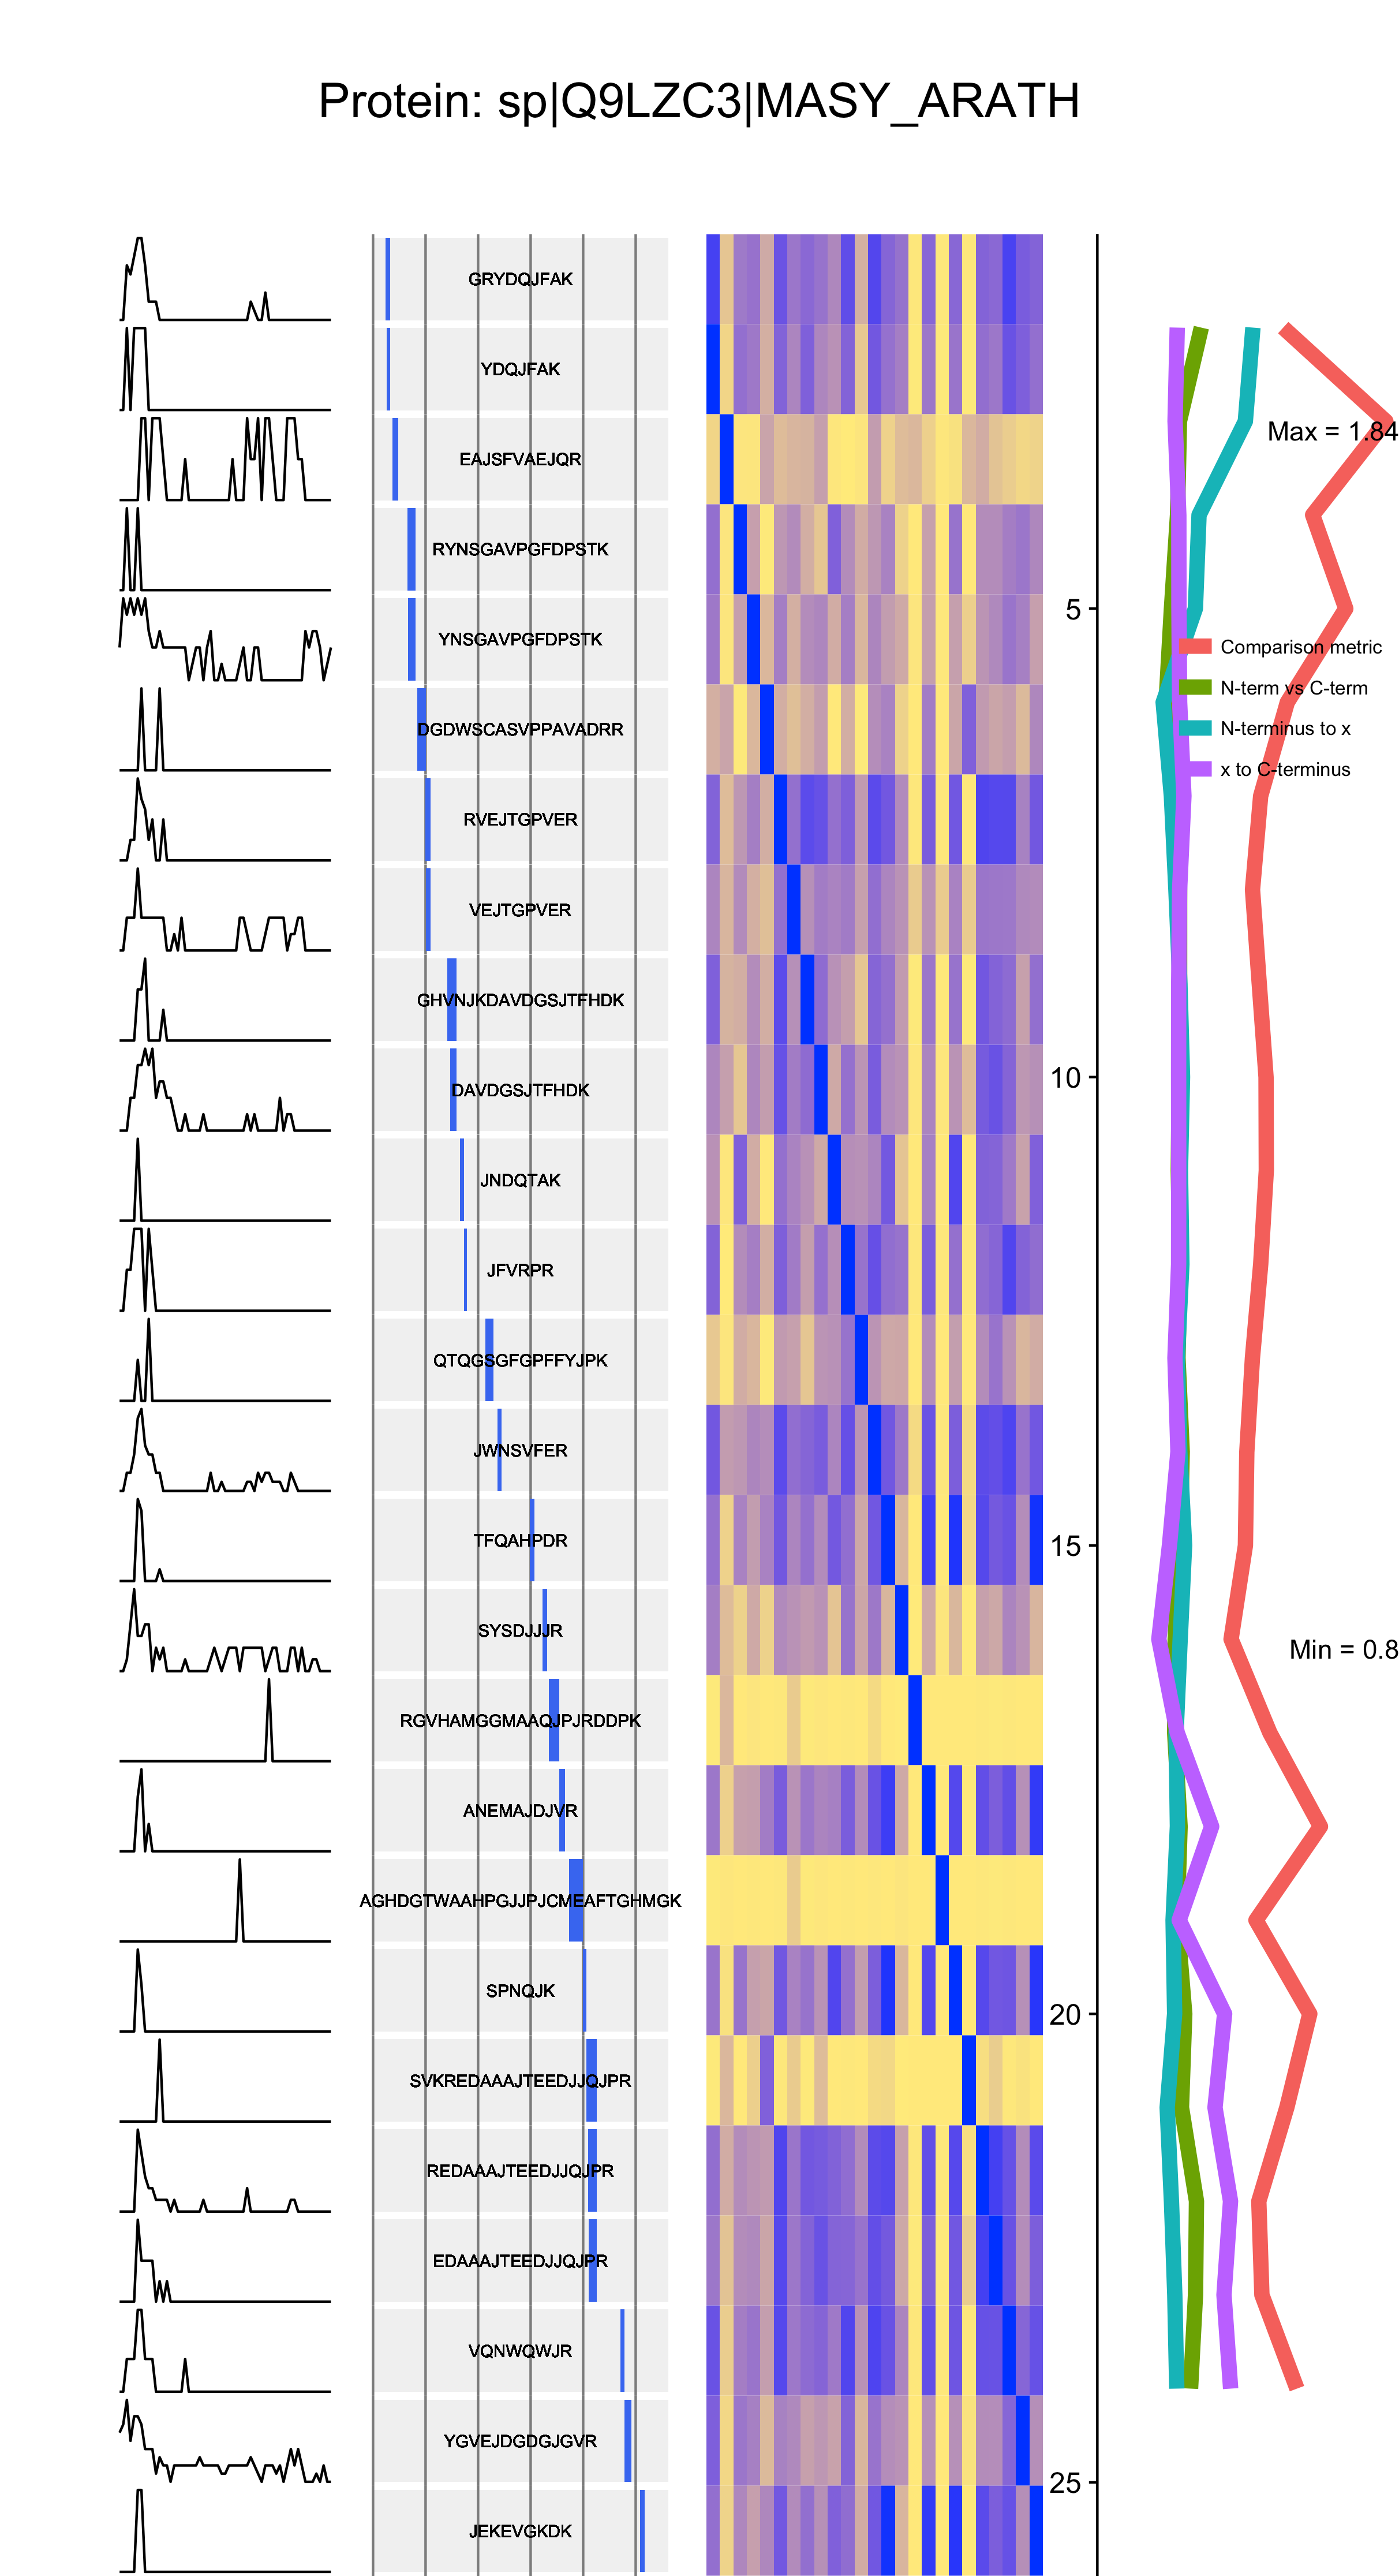 Protein: sp|Q9LZC3|MASY_ARATH
GRYDQJFAK
YDQJFAK
Max = 1.84
EAJSFVAEJQR
RYNSGAVPGFDPSTK
5
YNSGAVPGFDPSTK
Comparison metric
N-term vs C-term
DGDWSCASVPPAVADRR
N-terminus to x
x to C-terminus
RVEJTGPVER
VEJTGPVER
GHVNJKDAVDGSJTFHDK
10
DAVDGSJTFHDK
JNDQTAK
JFVRPR
QTQGSGFGPFFYJPK
JWNSVFER
15
TFQAHPDR
SYSDJJJR
Min = 0.8
RGVHAMGGMAAQJPJRDDPK
ANEMAJDJVR
AGHDGTWAAHPGJJPJCMEAFTGHMGK
SPNQJK
20
SVKREDAAAJTEEDJJQJPR
REDAAAJTEEDJJQJPR
EDAAAJTEEDJJQJPR
VQNWQWJR
YGVEJDGDGJGVR
25
JEKEVGKDK